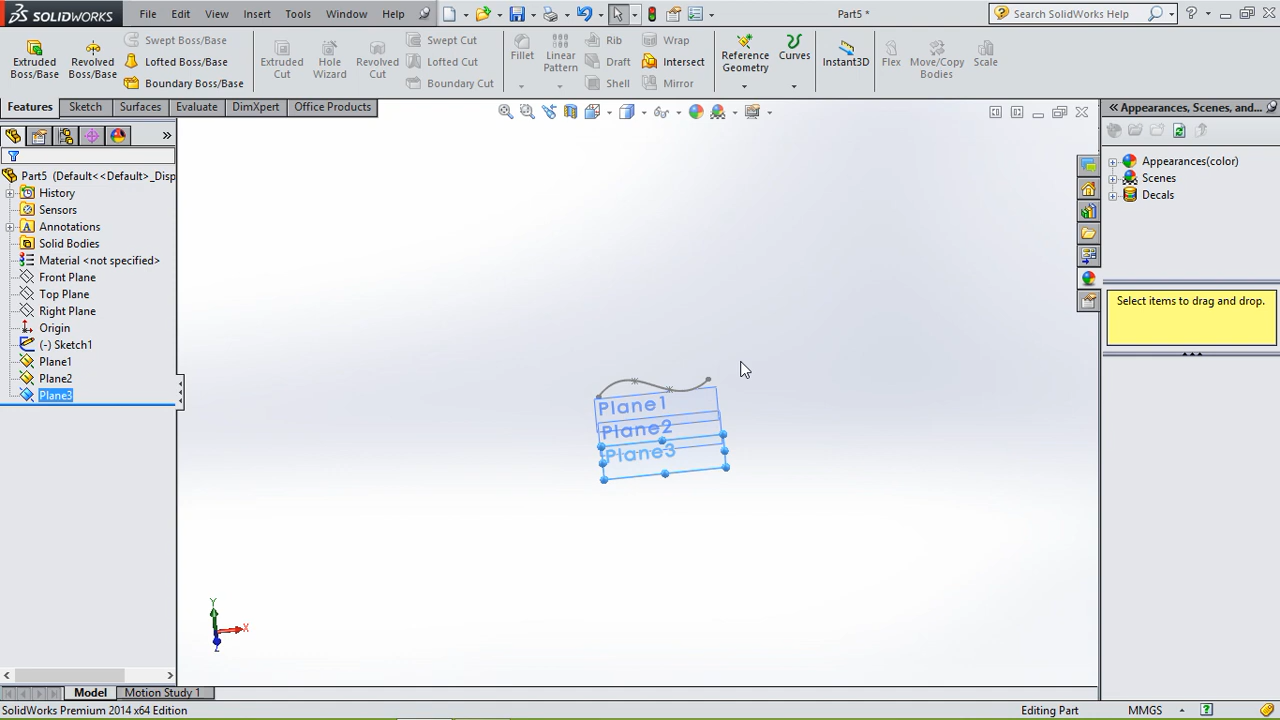 SOLIDWORKS File Edit View Insert Tools Window Help Part5 * Search SolidWorks Help
Extruded Boss/Base
Revolved Boss/Base
Swept Boss/Base
Lofted Boss/Base
Boundary Boss/Base
Extruded Cut
Hole Wizard
Revolved Cut
Swept Cut
Lofted Cut
Boundary Cut
Fillet
Linear Pattern
Rib
Draft
Shell
Wrap
Intersect
Mirror
Reference Geometry
Curves
Instant3D
Flex
Move/Copy Bodies
Scale
Features Sketch Surfaces Evaluate DimXpert Office Products
Part5 (Default<<Default>_Disp
History
Sensors
Annotations
Solid Bodies
Material <not specified>
Front Plane
Top Plane
Right Plane
Origin
(-) Sketch1
Plane1
Plane2
Plane3
Plane1
Plane2
Plane3
Y
X
Z
Appearances, Scenes, and...
Appearances(color)
Scenes
Decals
Select items to drag and drop.
Model Motion Study 1
SolidWorks Premium 2014 x64 Edition Editing Part MMGS